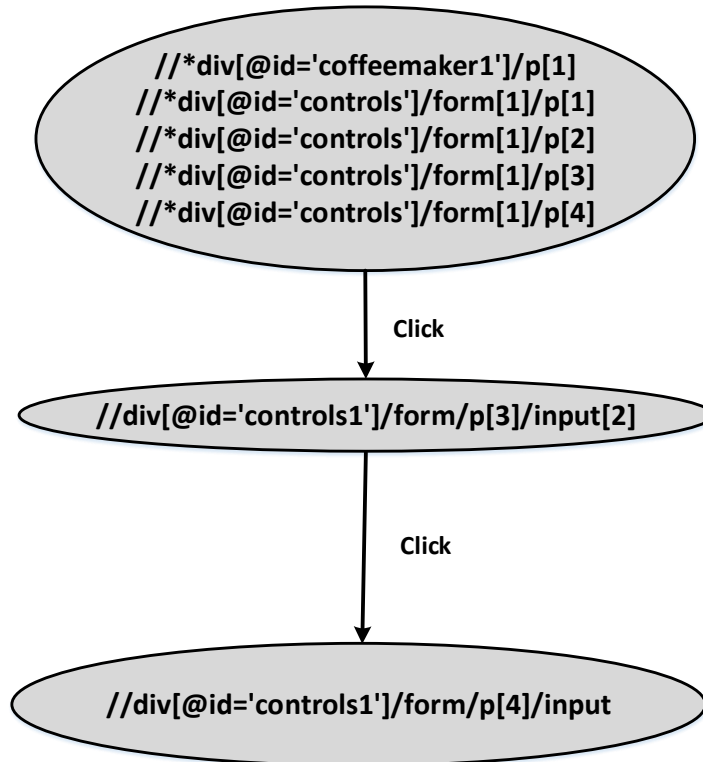 //*div[@id='coffeemaker1']/p[1]
//*div[@id='controls']/form[1]/p[1]
//*div[@id='controls']/form[1]/p[2]
//*div[@id='controls']/form[1]/p[3]
//*div[@id='controls']/form[1]/p[4]
Click
//div[@id='controls1']/form/p[3]/input[2]
Click
//div[@id='controls1']/form/p[4]/input